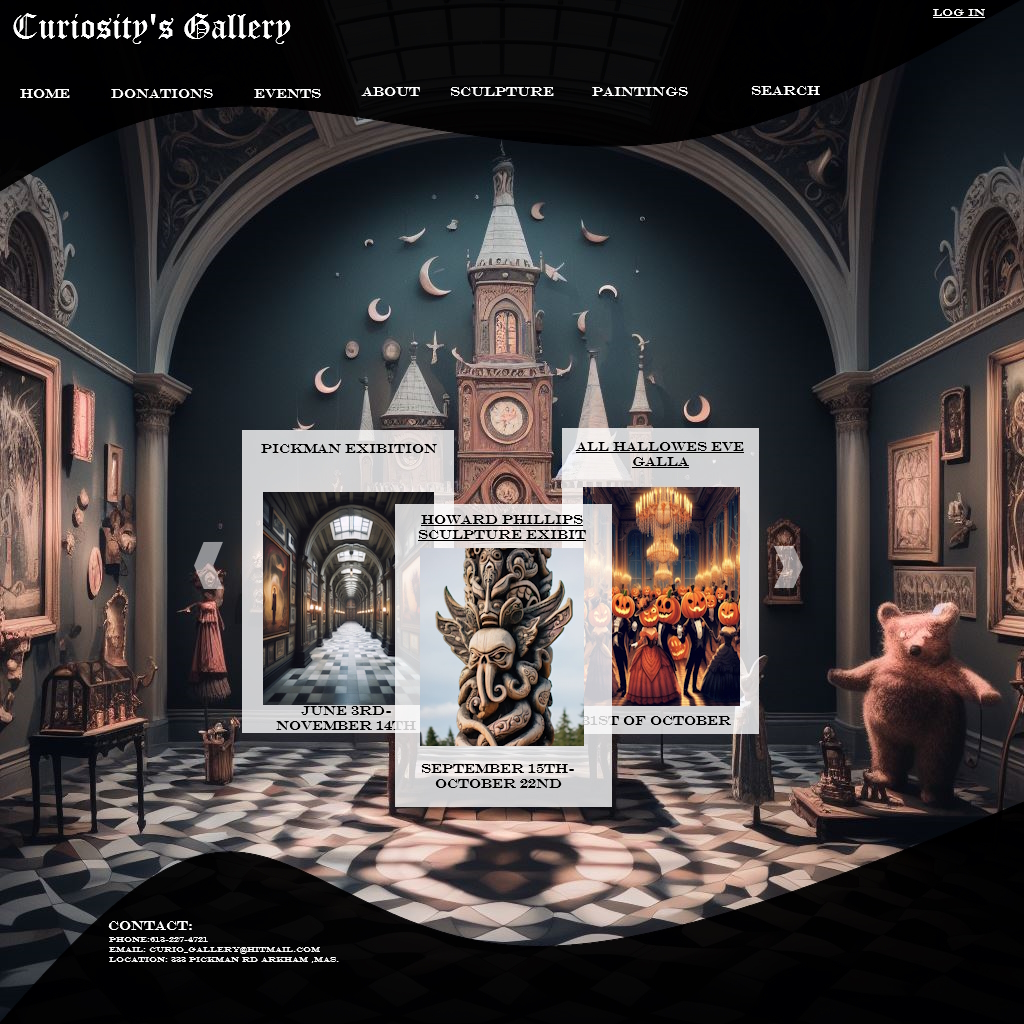 Curiosity's Gallery
LOG IN
HOME
DONATIONS
EVENTS
ABOUT
SCULPTURE
PAINTINGS
SEARCH
PICKMAN EXIBITION
JUNE 3RD-
NOVEMBER 14TH
HOWARD PHILLIPS
SCULPTURE EXIBIT
SEPTEMBER 15TH-
OCTOBER 22ND
ALL HALLOWES EVE
GALLA
31ST OF OCTOBER
CONTACT:
PHONE:613-227-4721
EMAIL: CURIO_GALLERY@HITMAIL.COM
LOCATION: 333 PICKMAN RD ARKHAM ,MAS.